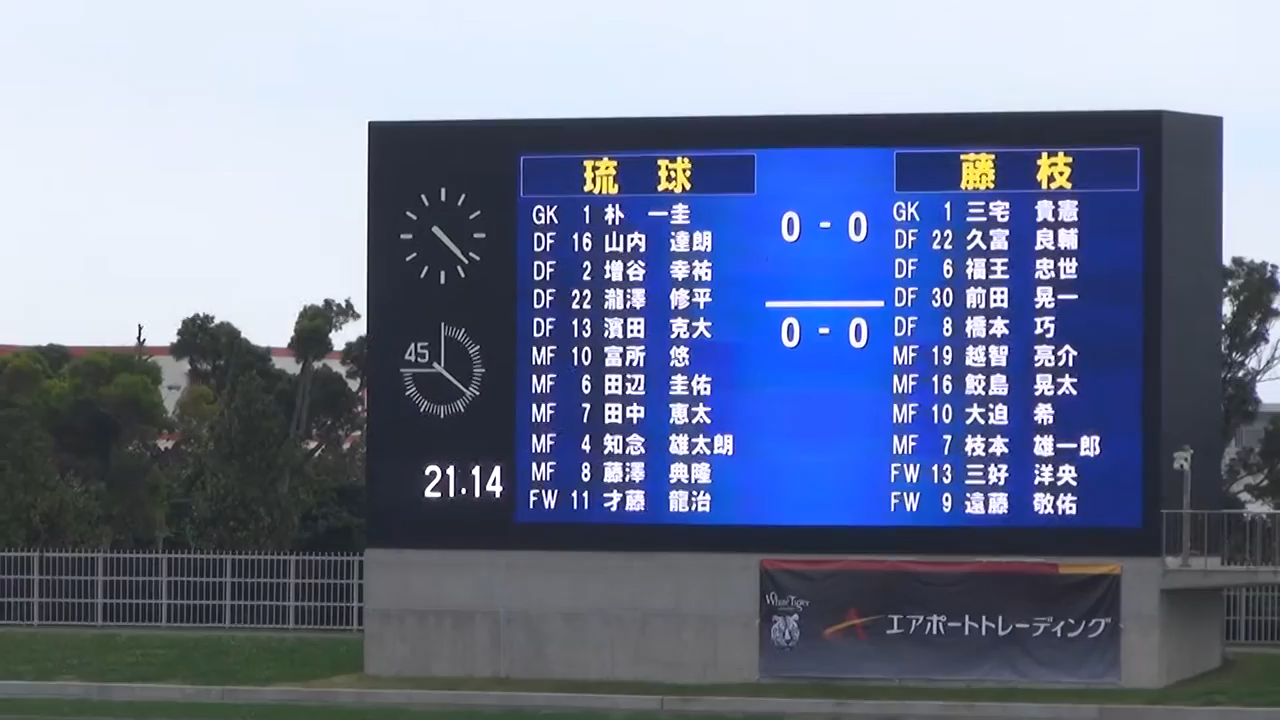 琉 球
GK 1 朴 一圭
DF 16 山内 達朗
DF 2 増谷 幸祐
DF 22 瀧澤 修平
DF 13 濱田 克大
MF 10 富所 悠
MF 6 田辺 圭佑
MF 7 田中 恵太
MF 4 知念 雄太朗
MF 8 藤澤 典隆
FW 11 才藤 龍治
0 - 0
0 - 0
藤 枝
GK 1 三宅 貴憲
DF 22 久富 良輔
DF 6 福王 忠世
DF 30 前田 晃一
DF 8 橋本 巧
MF 19 越智 亮介
MF 16 鮫島 晃太
MF 10 大迫 希
MF 7 枝本 雄一郎
FW 13 三好 洋央
FW 9 遠藤 敬佑
45
21.14
White Tiger
エアポートトレーディング